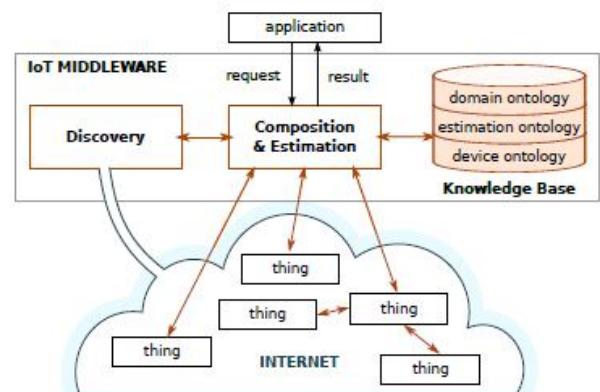 application
IoT MIDDLEWARE
request
result
Discovery
Composition
& Estimation
domain ontology
estimation ontology
device ontology
Knowledge Base
thing
thing
thing
thing
thing
INTERNET